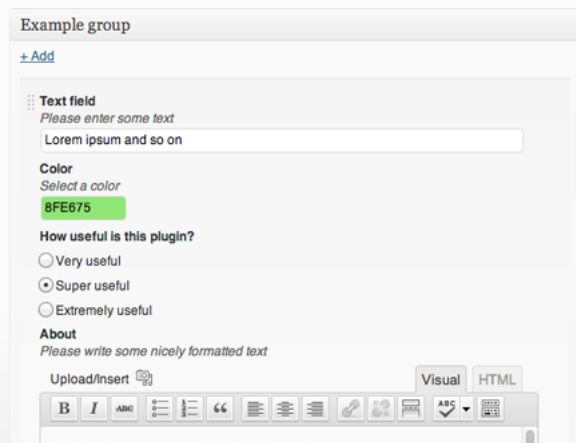 Example group
+ Add
Text field
Please enter some text
Lorem ipsum and so on
Color
Select a color
8FE675
How useful is this plugin?
Very useful
Super useful
Extremely useful
About
Please write some nicely formatted text
Upload/Insert Visual HTML
B I ABC ABC